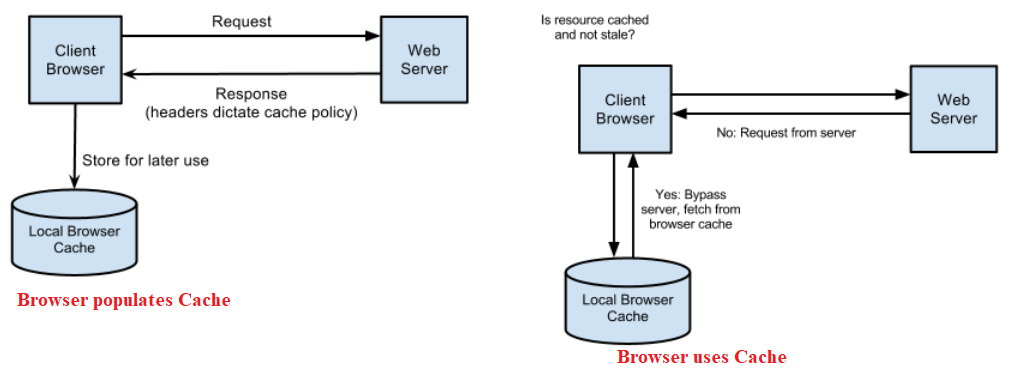 Request
Client
Browser
Web
Server
Response
(headers dictate cache policy)
Store for later use
Local Browser
Cache
Browser populates Cache
Is resource cached
and not stale?
Client
Browser
Web
Server
No: Request from server
Yes: Bypass
server, fetch from
browser cache
Local Browser
Cache
Browser uses Cache